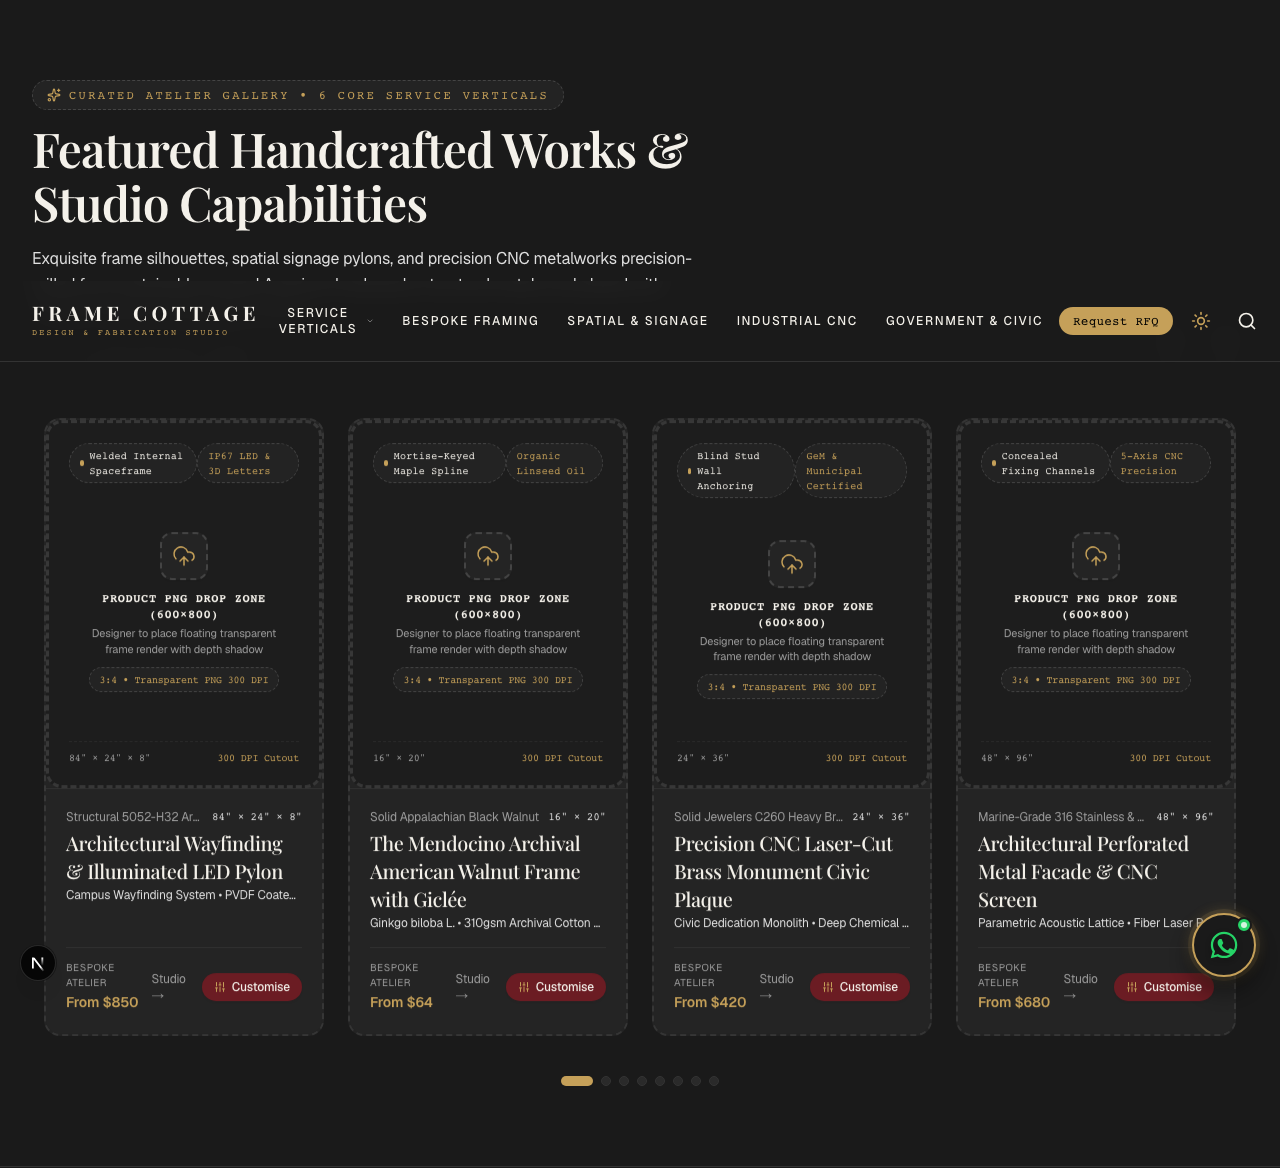 CURATED ATELIER GALLERY • 6 CORE SERVICE VERTICALS
Featured Handcrafted Works &
Studio Capabilities
Exquisite frame silhouettes, spatial signage pylons, and precision CNC metalworks precision-
FRAME COTTAGE
DESIGN & FABRICATION STUDIO
SERVICE
VERTICALS
BESPOKE FRAMING
SPATIAL & SIGNAGE
INDUSTRIAL CNC
GOVERNMENT & CIVIC
Request RFQ
Welded Internal
Spaceframe
IP67 LED &
3D Letters
PRODUCT PNG DROP ZONE
(600×800)
Designer to place floating transparent
frame render with depth shadow
3:4 • Transparent PNG 300 DPI
84" × 24" × 8"
300 DPI Cutout
Structural 5052-H32 Ar...
84" × 24" × 8"
Architectural Wayfinding
& Illuminated LED Pylon
Campus Wayfinding System • PVDF Coate...
BESPOKE
ATELIER
From $850
Studio
→
Customise
Mortise-Keyed
Maple Spline
Organic
Linseed Oil
PRODUCT PNG DROP ZONE
(600×800)
Designer to place floating transparent
frame render with depth shadow
3:4 • Transparent PNG 300 DPI
16" × 20"
300 DPI Cutout
Solid Appalachian Black Walnut
16" × 20"
The Mendocino Archival
American Walnut Frame
with Giclée
Ginkgo biloba L. • 310gsm Archival Cotton ...
BESPOKE
ATELIER
From $64
Studio
→
Customise
Blind Stud
Wall
Anchoring
GeM &
Municipal
Certified
PRODUCT PNG DROP ZONE
(600×800)
Designer to place floating transparent
frame render with depth shadow
3:4 • Transparent PNG 300 DPI
24" × 36"
300 DPI Cutout
Solid Jewelers C260 Heavy Br...
24" × 36"
Precision CNC Laser-Cut
Brass Monument Civic
Plaque
Civic Dedication Monolith • Deep Chemical ...
BESPOKE
ATELIER
From $420
Studio
→
Customise
Concealed
Fixing Channels
5-Axis CNC
Precision
PRODUCT PNG DROP ZONE
(600×800)
Designer to place floating transparent
frame render with depth shadow
3:4 • Transparent PNG 300 DPI
48" × 96"
300 DPI Cutout
Marine-Grade 316 Stainless & ...
48" × 96"
Architectural Perforated
Metal Facade & CNC
Screen
Parametric Acoustic Lattice • Fiber Laser
BESPOKE
ATELIER
From $680
Studio
→
Customise
N